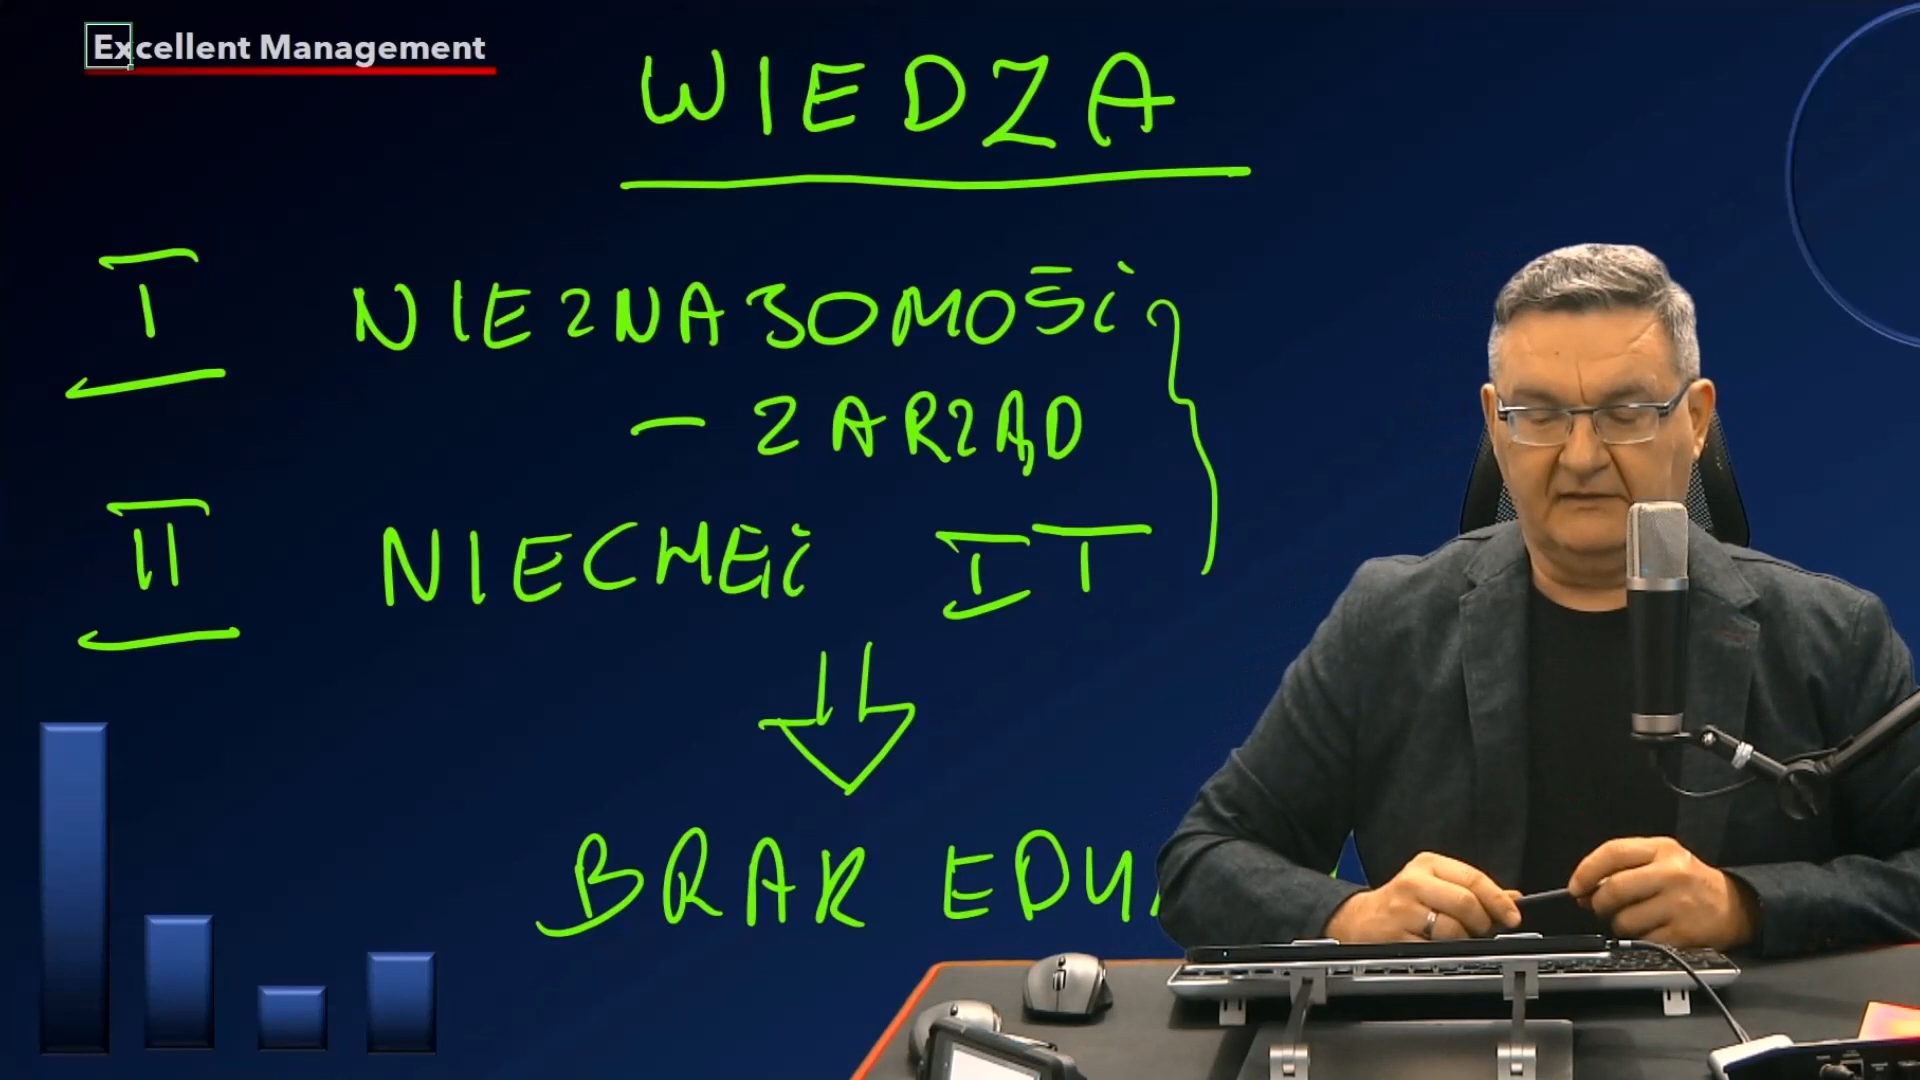 Excellent Management
WIEDZA
I NIEZNAJOMOŚĆ
- ZARZĄD
II NIECHĘĆ IT
BRAK EDU